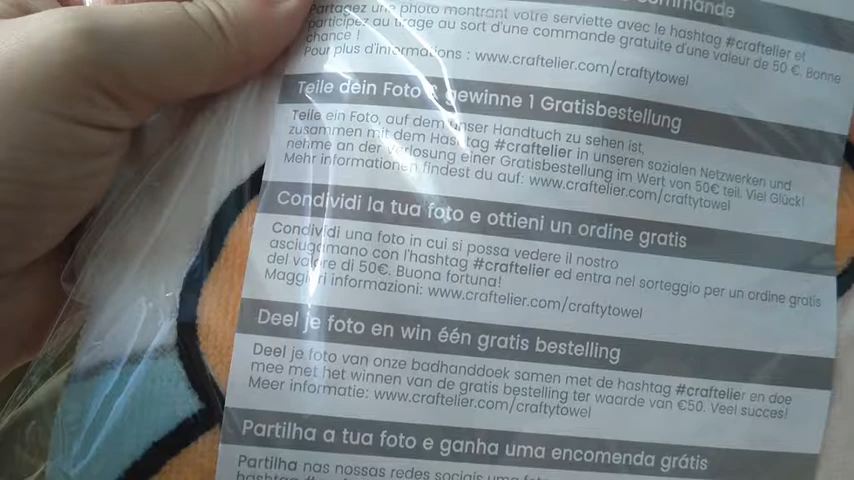 commande
Partagez une photo montrant votre serviette avec le hashtag #craftelier et
participez au tirage au sort d'une commande gratuite d'une valeur de 50 €. Bonne
chance !
Pour plus d'informations : www.craftelier.com/craftytowel
Teile dein Foto & gewinne 1 Gratisbestellung
Teile ein Foto, auf dem unser Handtuch zu sehen ist,
zusammen mit dem Hashtag #craftelier in unseren sozialen Netzwerken und
nehme an der Verlosung einer Gratisbestellung im Wert von 50€ teil. Viel Glück!
Mehr informationen findest du auf: www.craftelier.com/craftytowel
Condividi la tua foto e ottieni un ordine gratis
Condividi una foto in cui si possa vedere il nostro
asciugamano con l'hashtag #craftelier ed entra nel sorteggio per un ordine gratis
del valore di 50€. Buona fortuna!
Maggiori informazioni: www.craftelier.com/craftytowel
Deel je foto en win één gratis bestelling
Deel je foto van onze badhanddoek samen met de hashtag #craftelier en doe
mee met het winnen van de gratis bestelling ter waarde van €50. Veel succes!
Meer informatie: www.craftelier.com/craftytowel
Partilha a tua foto e ganha uma encomenda grátis
Partilha nas nossas redes sociais uma